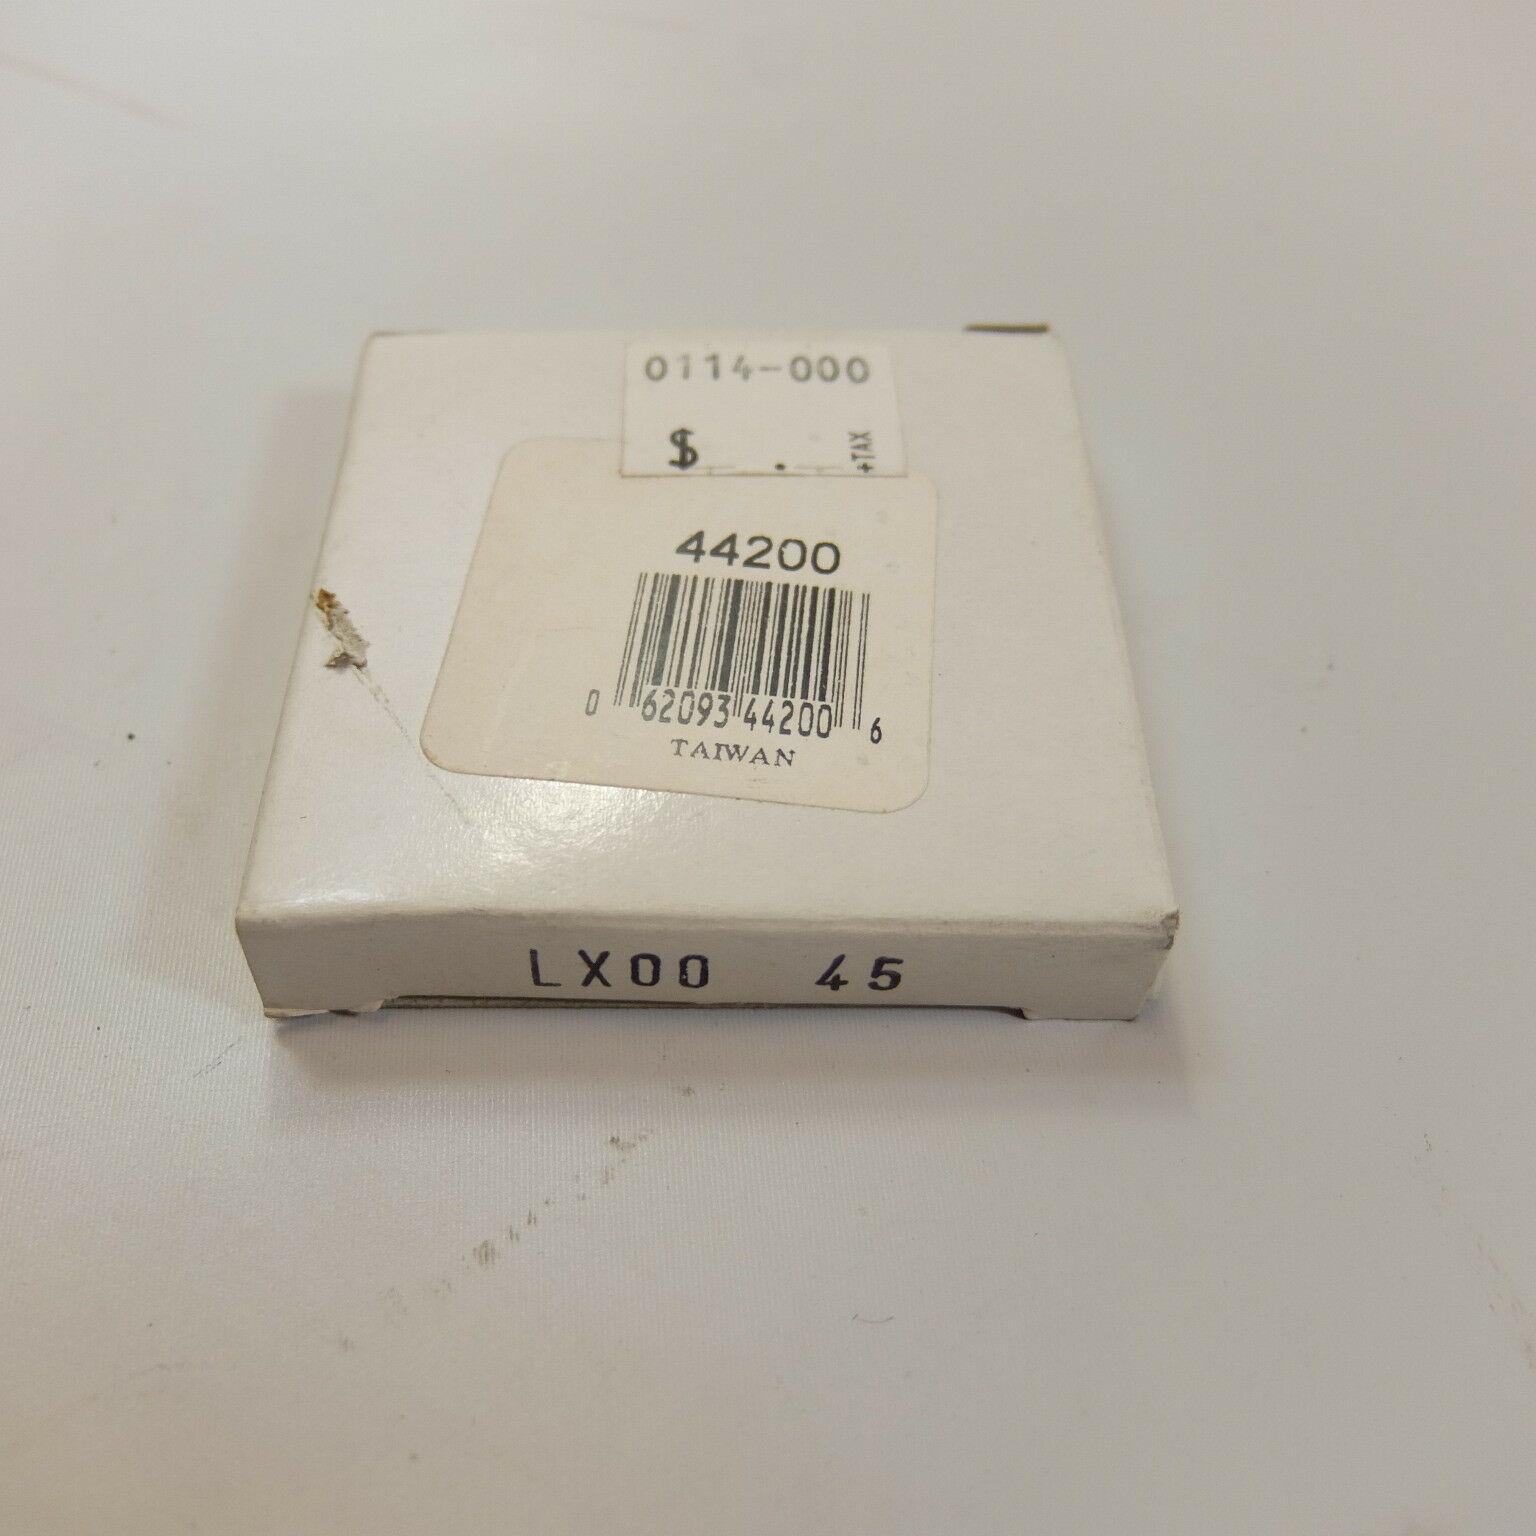 0114-000
$ . +TAX
44200
0 62093 44200 6
TAIWAN
LX00 45